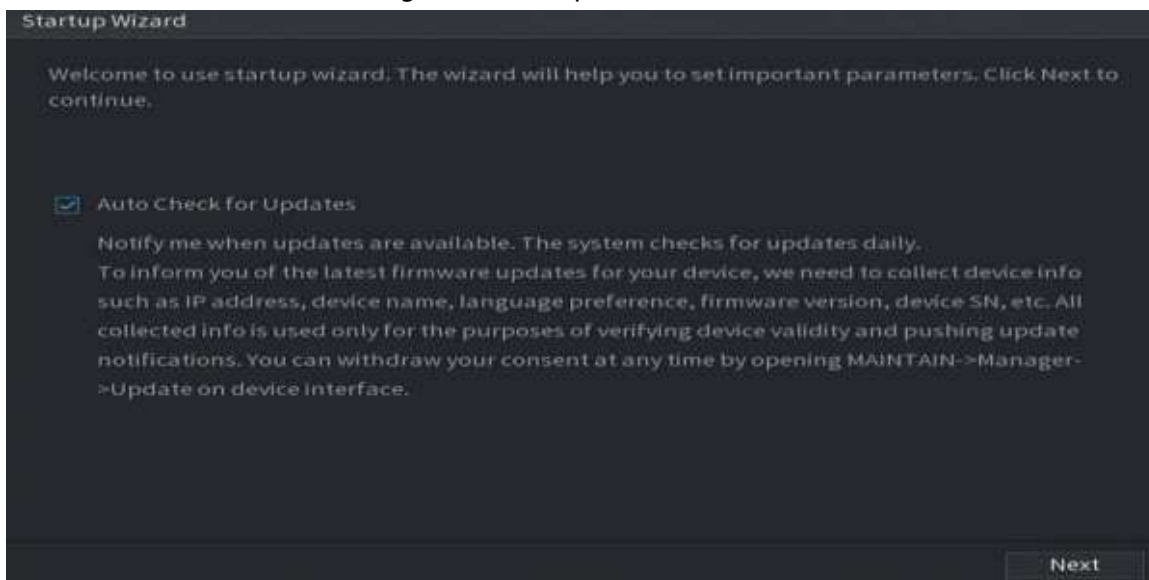 Startup Wizard
Welcome to use startup wizard. The wizard will help you to set important parameters. Click Next to
continue.
Auto Check for Updates
Notify me when updates are available. The system checks for updates daily.
To inform you of the latest firmware updates for your device, we need to collect device info
such as IP address, device name, language preference, firmware version, device SN, etc. All
collected info is used only for the purposes of verifying device validity and pushing update
notifications. You can withdraw your consent at any time by opening MAINTAIN->Manager-
>Update on device interface.
Next